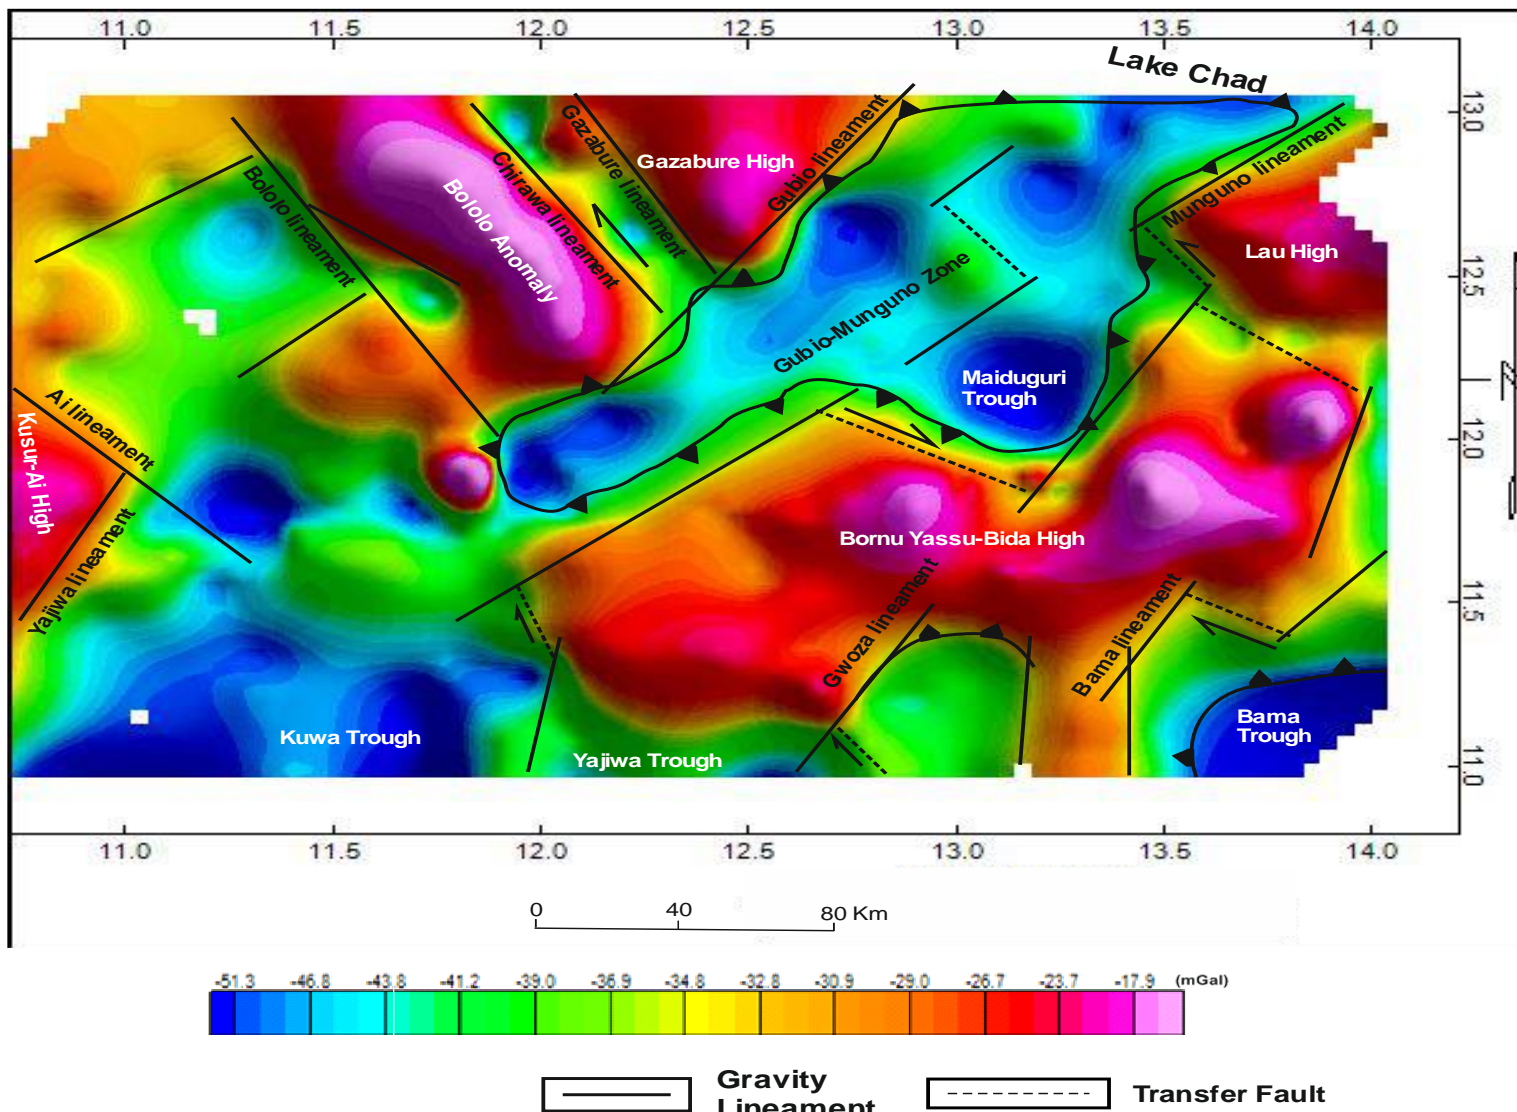 11.0 11.5 12.0 12.5 13.0 13.5 14.0
Lake Chad
13.0
12.5
12.0
11.5
11.0
Bololo lineament
Bololo Anomaly
Chirawa lineament
Gazabure lineament
Gazabure High
Gubio lineament
Munguno lineament
Lau High
Gubio-Munguno Zone
Maiduguri
Trough
Ai lineament
Kusur-Ai High
Yajiwa lineament
Bornu Yassu-Bida High
Gwoza lineament
Bama lineament
Kuwa Trough
Yajiwa Trough
Bama
Trough
11.0 11.5 12.0 12.5 13.0 13.5 14.0
0 40 80 Km
-51.3 -46.8 -43.8 -41.2 -39.0 -36.9 -34.8 -32.8 -30.9 -29.0 -26.7 -23.7 -17.9 (mGal)
Gravity
Lineament
Transfer Fault